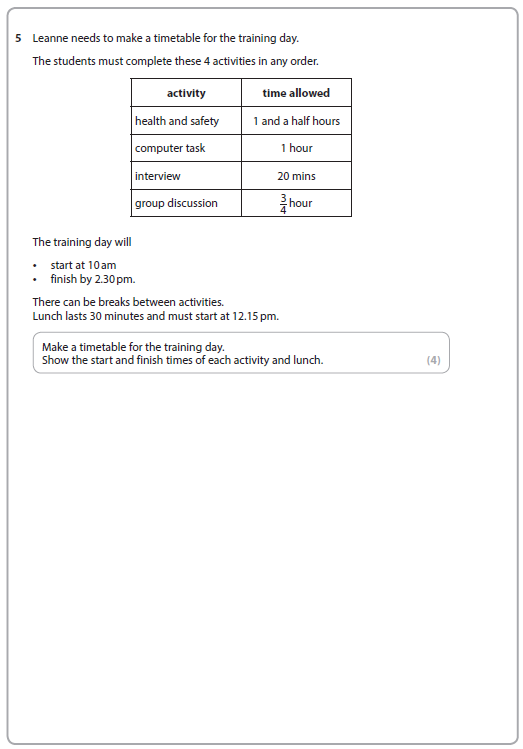 5 Leanne needs to make a timetable for the training day.
The students must complete these 4 activities in any order.
activity time allowed
health and safety 1 and a half hours
computer task 1 hour
interview 20 mins
group discussion 3/4 hour
The training day will
• start at 10 am
• finish by 2.30 pm.
There can be breaks between activities.
Lunch lasts 30 minutes and must start at 12.15 pm.
Make a timetable for the training day.
Show the start and finish times of each activity and lunch. (4)